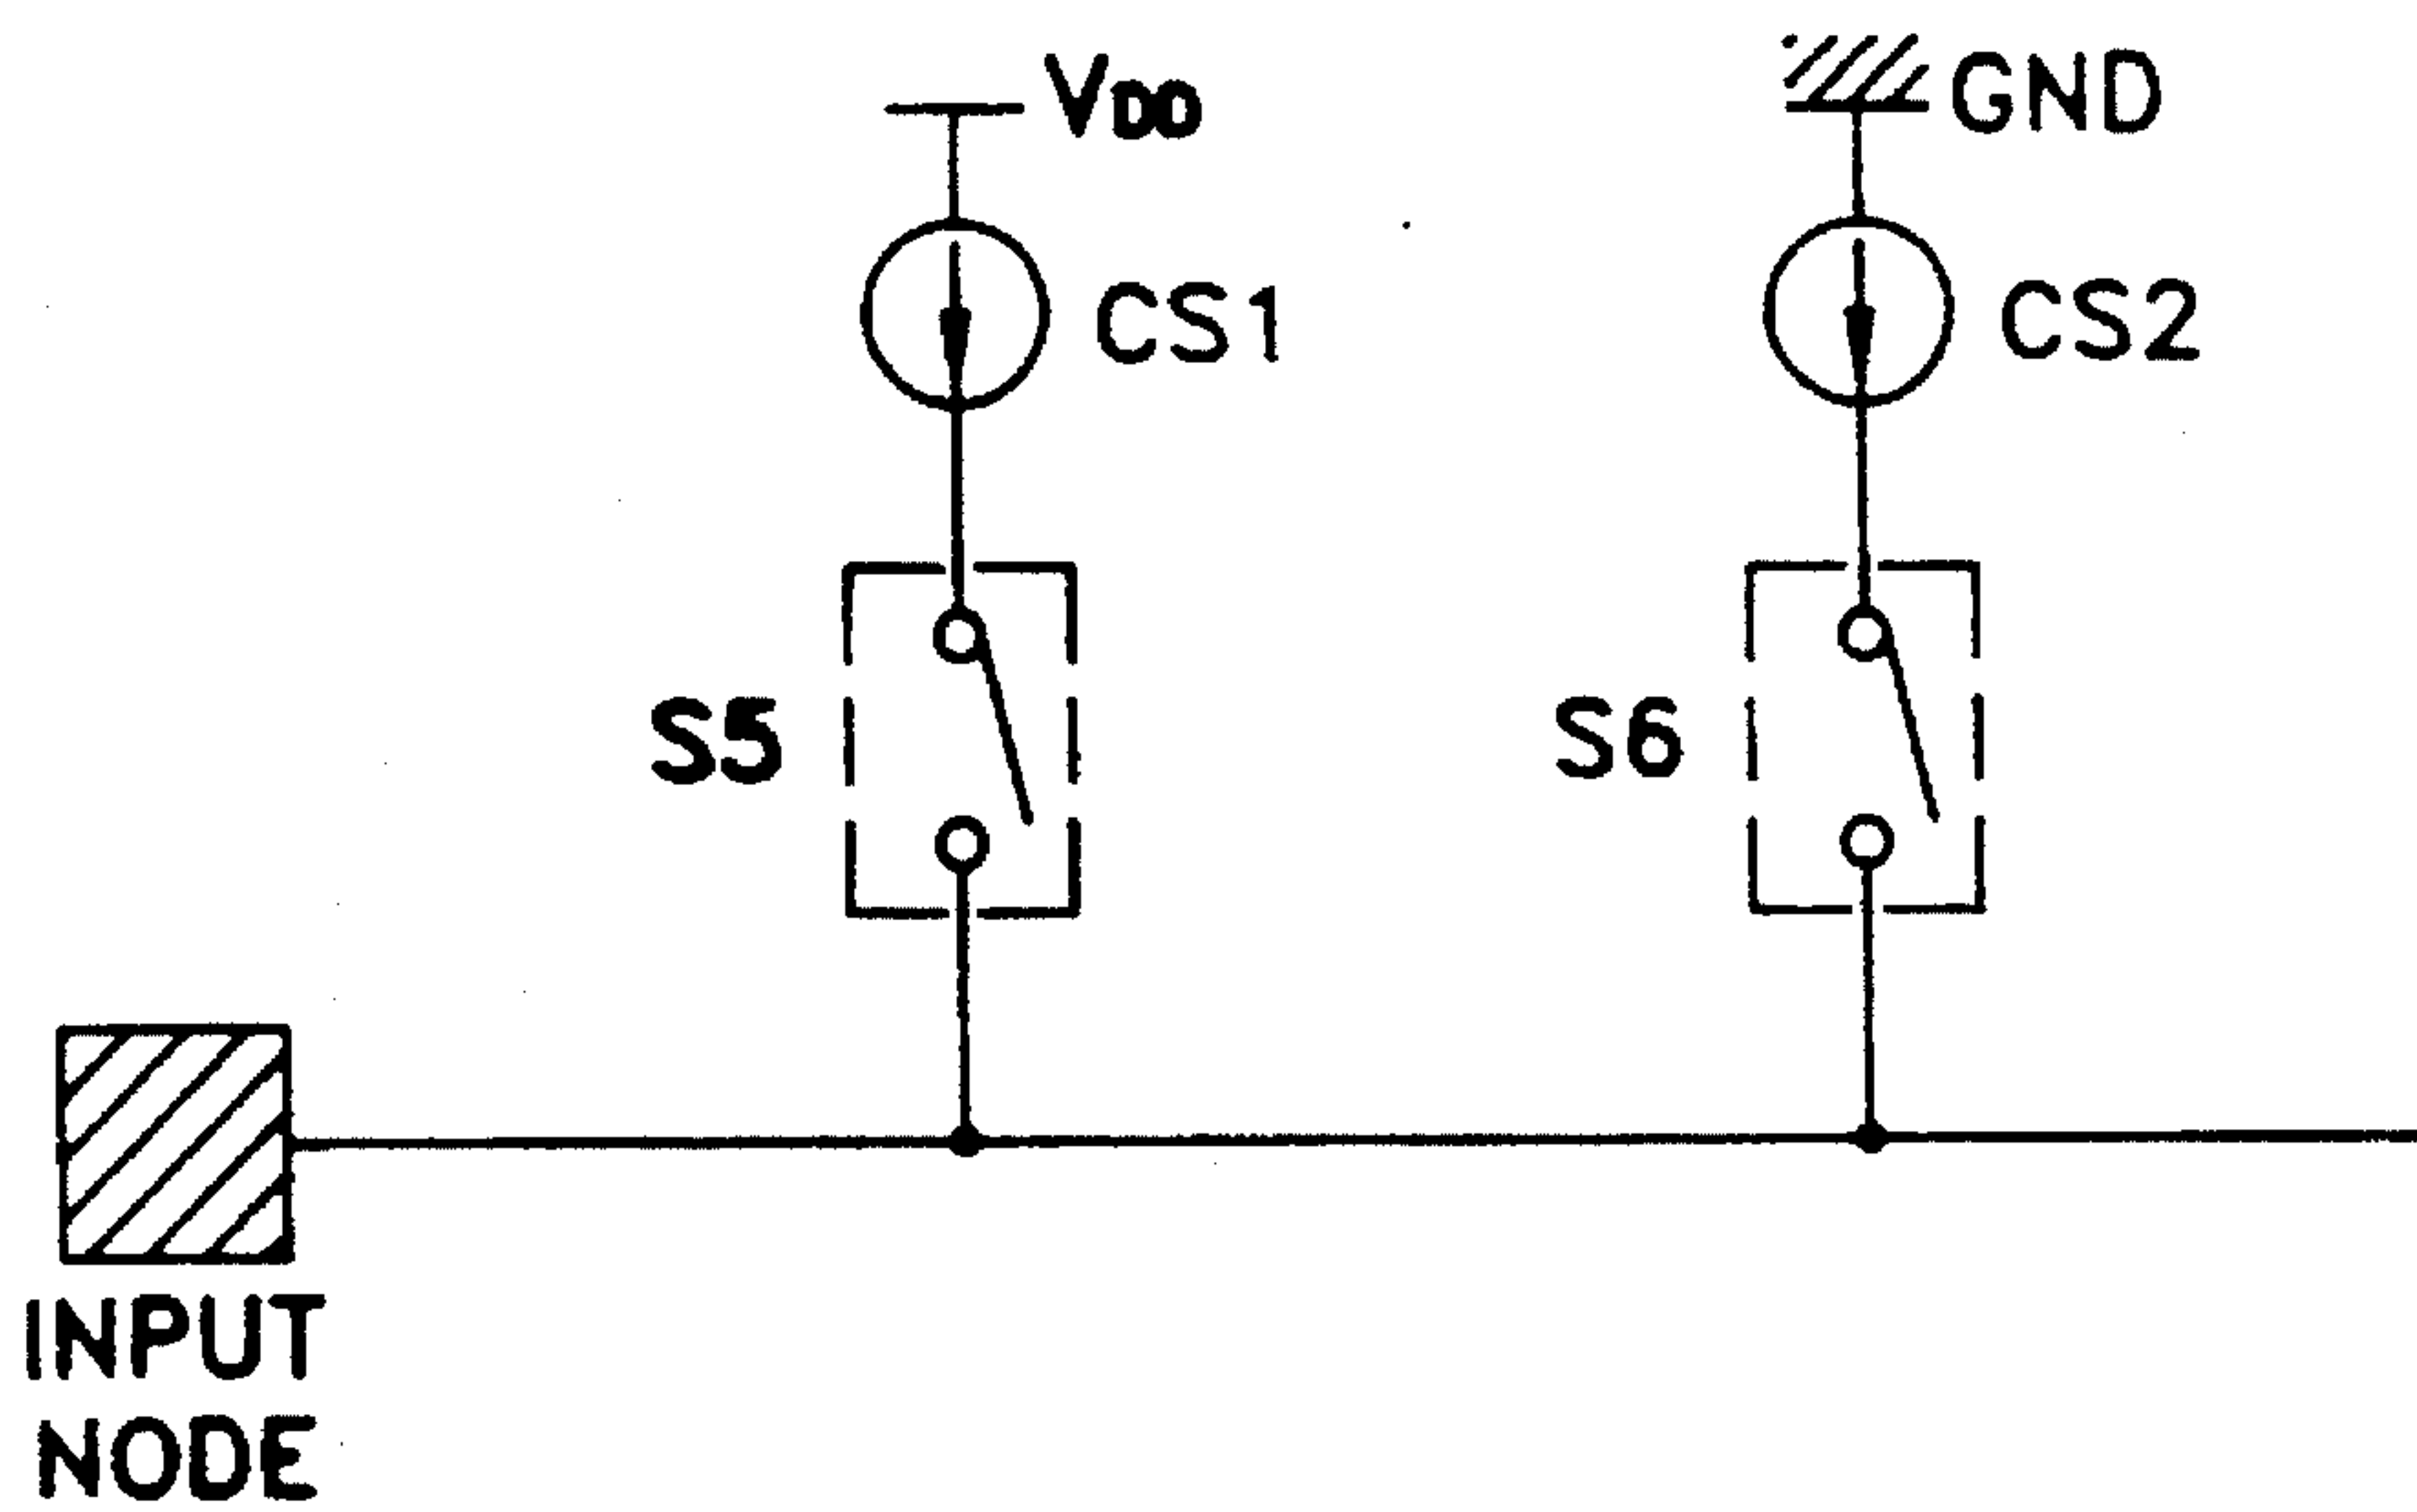 VDD
GND
CS1
CS2
S5
S6
INPUT
NODE